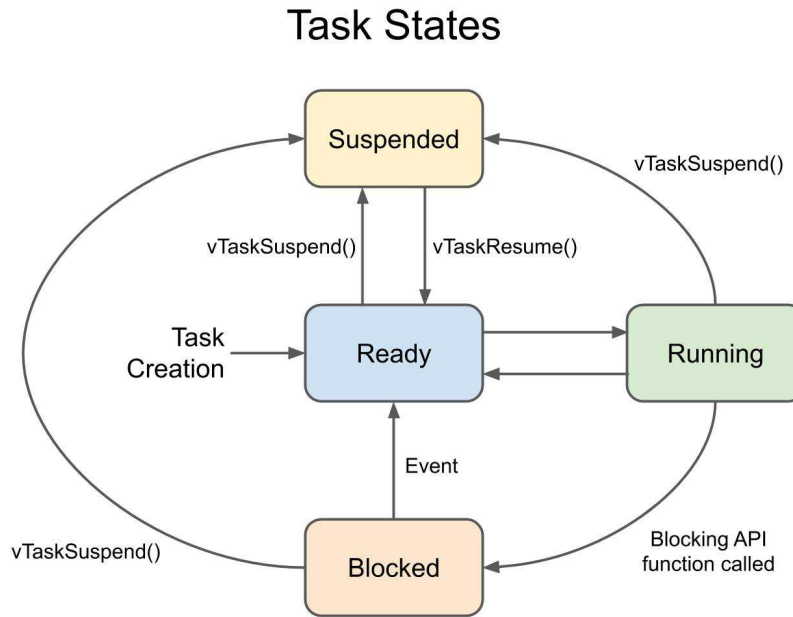 Task States
Suspended
vTaskSuspend()
vTaskSuspend()
vTaskResume()
Task
Creation
Ready
Running
Event
vTaskSuspend()
Blocked
Blocking API
function called